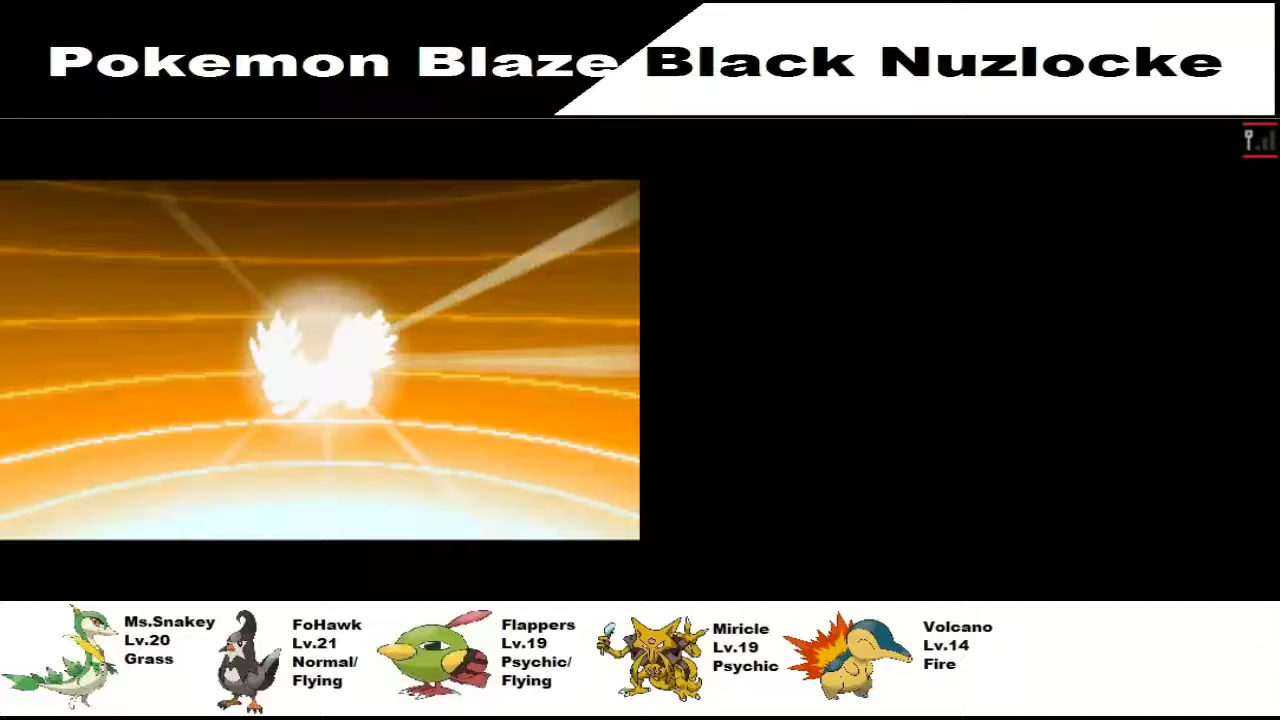 Pokemon Blaze Black Nuzlocke
Ms.Snakey
Lv.20
Grass
FoHawk
Lv.21
Normal/
Flying
Flappers
Lv.19
Psychic/
Flying
Miricle
Lv.19
Psychic
Volcano
Lv.14
Fire